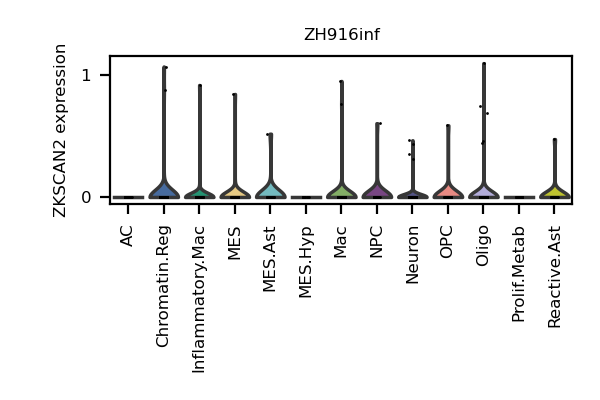 ZH916inf
ZKSCAN2 expression
1
0
AC
Chromatin.Reg
Inflammatory.Mac
MES
MES.Ast
MES.Hyp
Mac
NPC
Neuron
OPC
Oligo
Prolif.Metab
Reactive.Ast